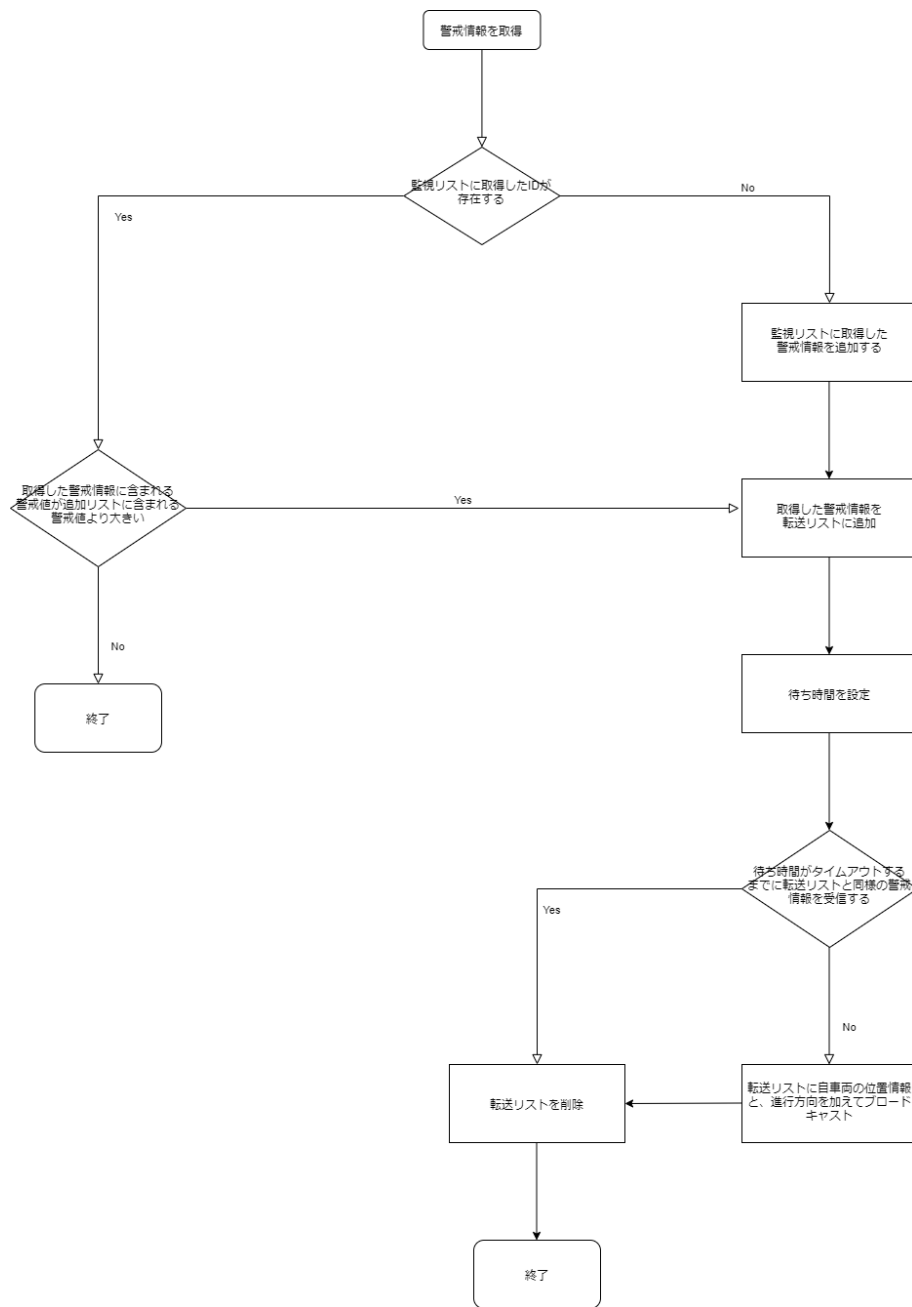 警戒情報を取得
監視リストに取得したIDが
存在する
No
Yes
監視リストに取得した
警戒情報を追加する
取得した警戒情報に含まれる
警戒値が追加リストに含まれる
警戒値より大きい
Yes
取得した警戒情報を
転送リストに追加
No
終了
待ち時間を設定
待ち時間がタイムアウトする
までに転送リストと同様の警戒
情報を受信する
Yes
No
転送リストを削除
転送リストに自車両の位置情報
と、進行方向を加えてブロード
キャスト
終了